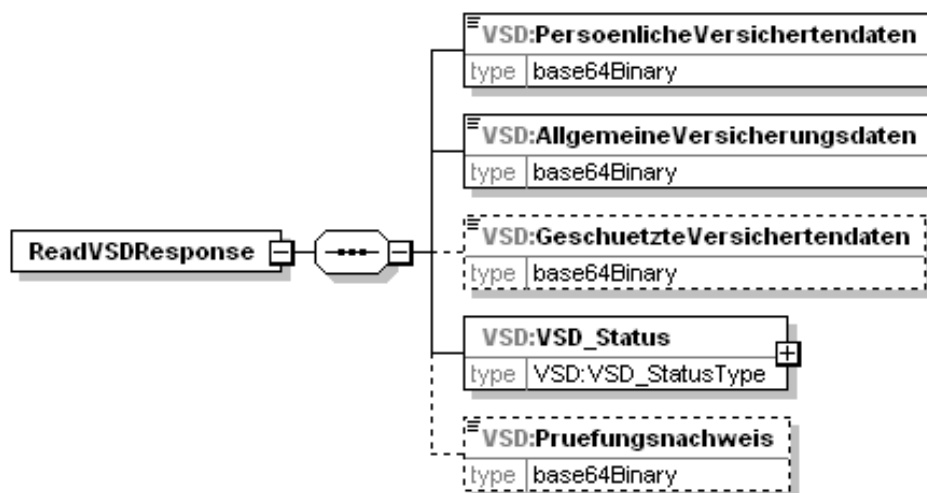 VSD:PersoenlicheVersichertendaten
type base64Binary
VSD:AllgemeineVersicherungsdaten
type base64Binary
ReadVSDResponse
VSD:GeschuetzteVersichertendaten
type base64Binary
VSD:VSD_Status
type VSD:VSD_StatusType
VSD:Pruefungsnachweis
type base64Binary